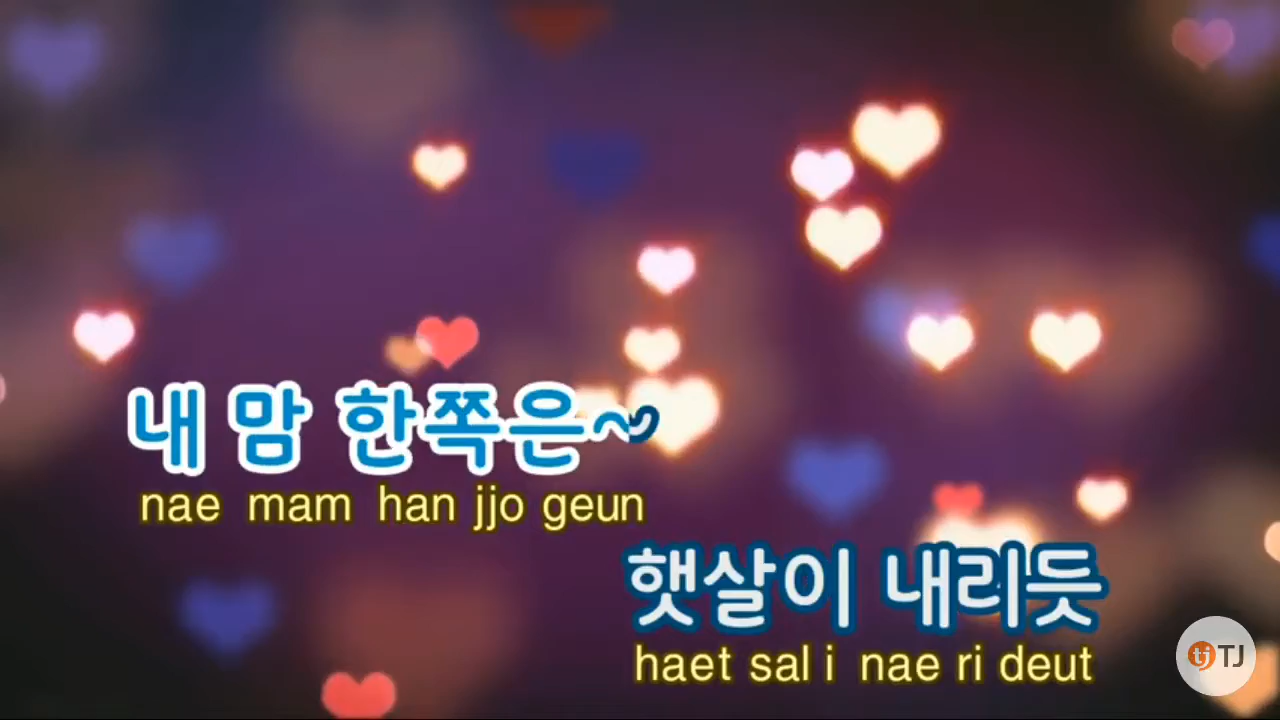 내 맘 한쪽은~
nae mam han jjo geun
햇살이 내리듯
haet sal i nae ri deut
tj TJ